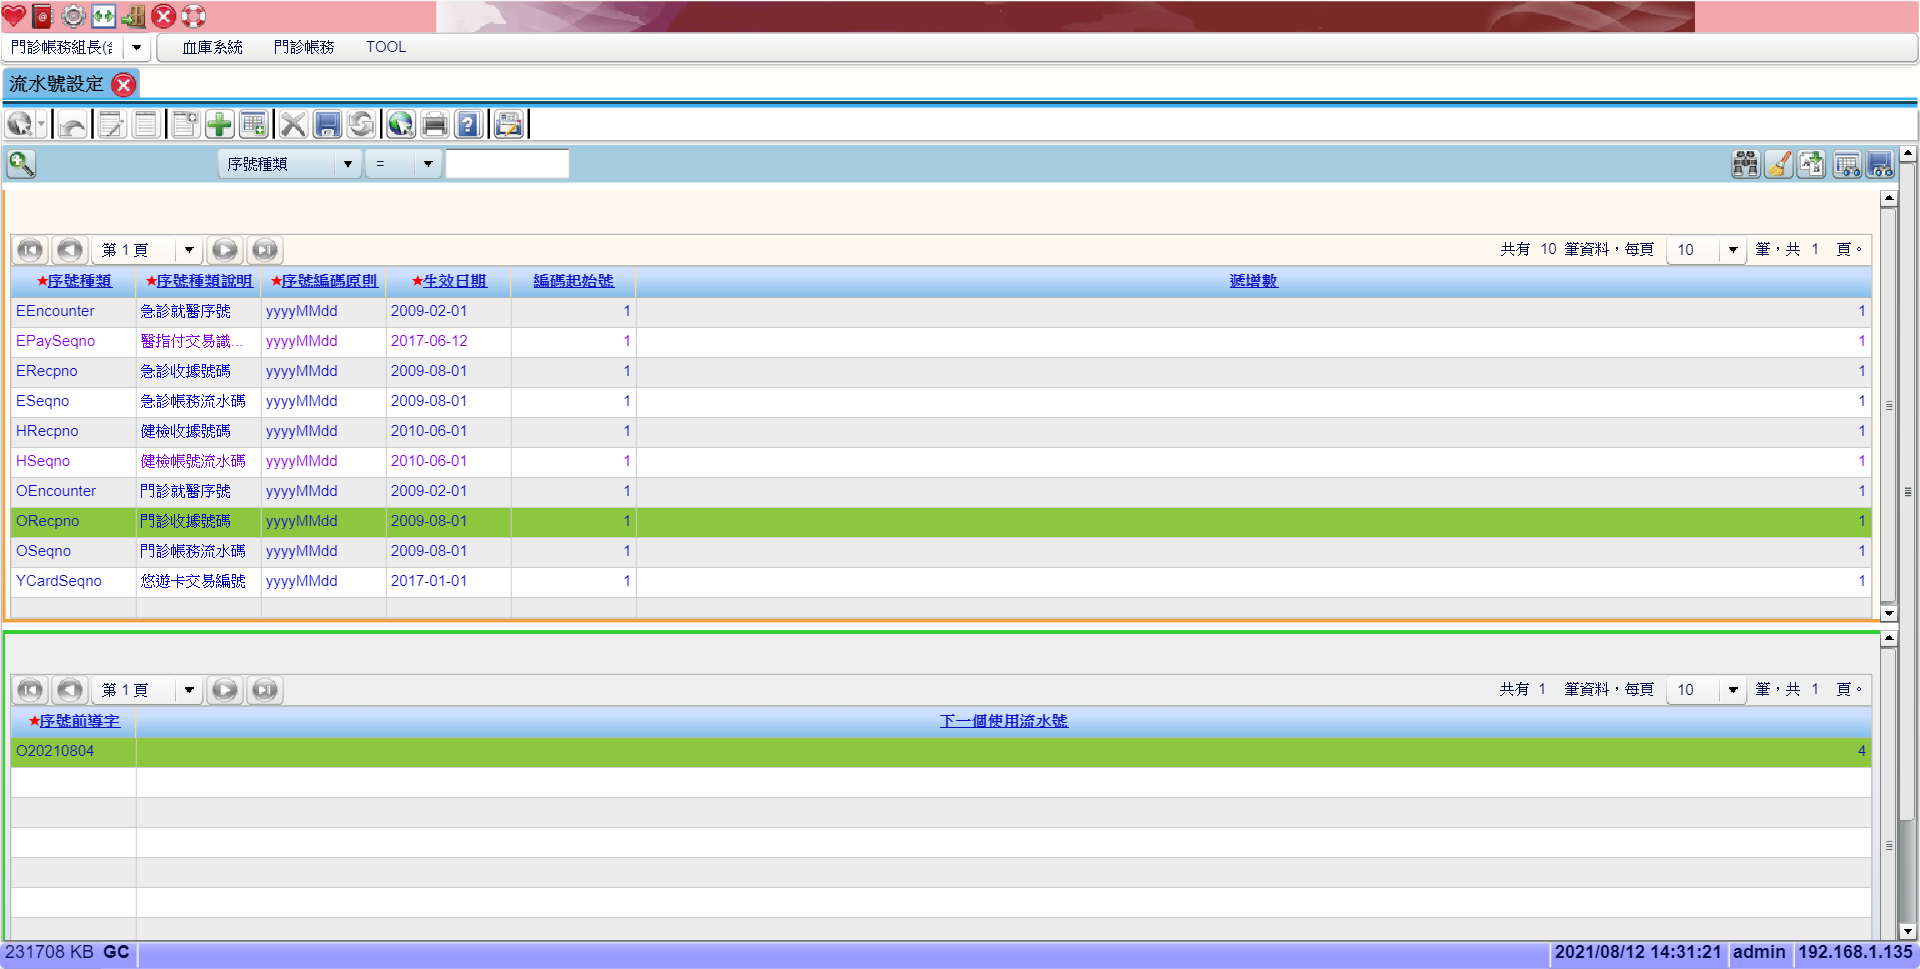 門診帳務組長(含
血庫系統 門診帳務 TOOL
流水號設定
序號種類 =
第 1 頁 共有 10 筆資料，每頁 10 筆，共 1 頁。
★序號種類 ★序號種類說明 ★序號編碼原則 ★生效日期 編碼起始號 遞增數
EEncounter 急診就醫序號 yyyyMMdd 2009-02-01 1 1
EPaySeqno 醫指付交易識... yyyyMMdd 2017-06-12 1 1
ERecpno 急診收據號碼 yyyyMMdd 2009-08-01 1 1
ESeqno 急診帳務流水碼 yyyyMMdd 2009-08-01 1 1
HRecpno 健檢收據號碼 yyyyMMdd 2010-06-01 1 1
HSeqno 健檢帳號流水碼 yyyyMMdd 2010-06-01 1 1
OEncounter 門診就醫序號 yyyyMMdd 2009-02-01 1 1
ORecpno 門診收據號碼 yyyyMMdd 2009-08-01 1 1
OSeqno 門診帳務流水碼 yyyyMMdd 2009-08-01 1 1
YCardSeqno 悠遊卡交易編號 yyyyMMdd 2017-01-01 1 1
第 1 頁 共有 1 筆資料，每頁 10 筆，共 1 頁。
★序號前導字 下一個使用流水號
O20210804 4
231708 KB GC 2021/08/12 14:31:21 admin 192.168.1.135